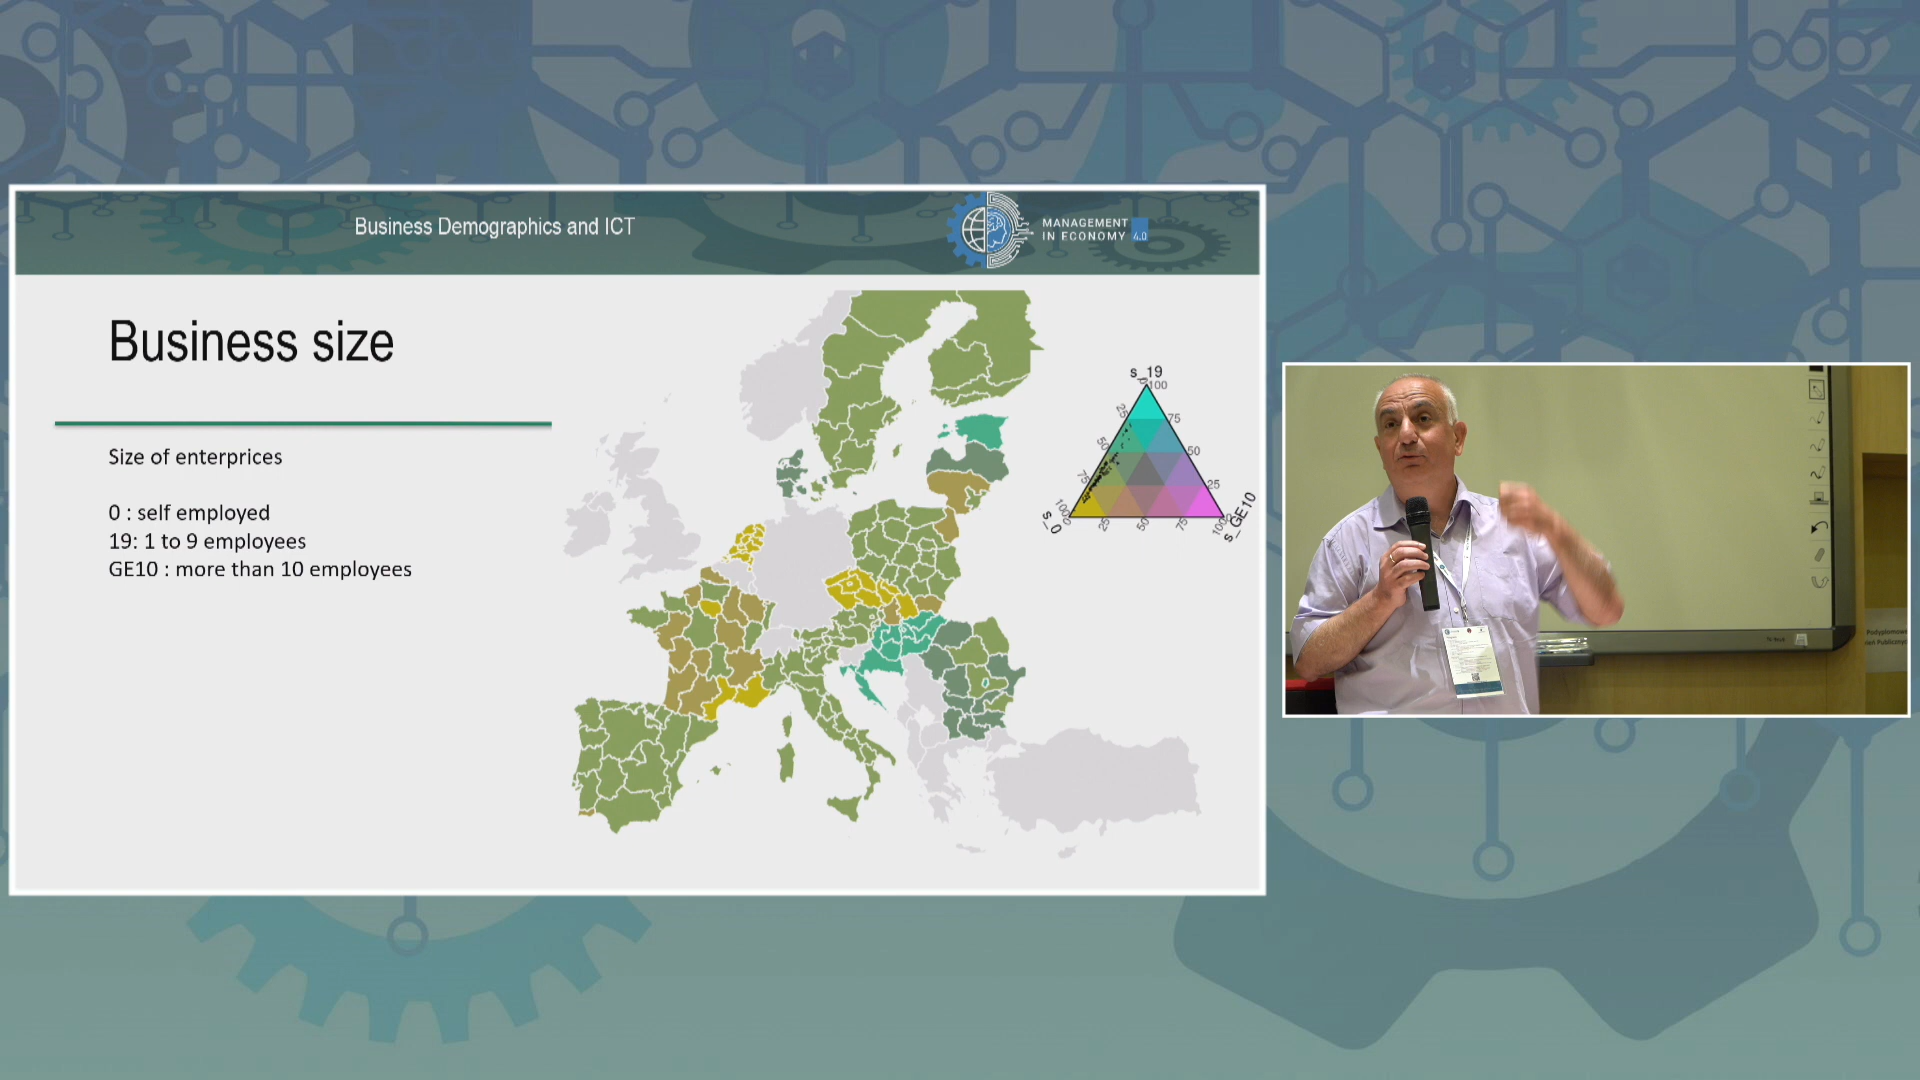 Business Demographics and ICT
MANAGEMENT
IN ECONOMY 4.0
Business size
Size of enterprices
0 : self employed
19: 1 to 9 employees
GE10 : more than 10 employees
s_19
100
25
75
50
50
75
25
100
s_0
25
50
75
100
s_GE10
Podyplomowe